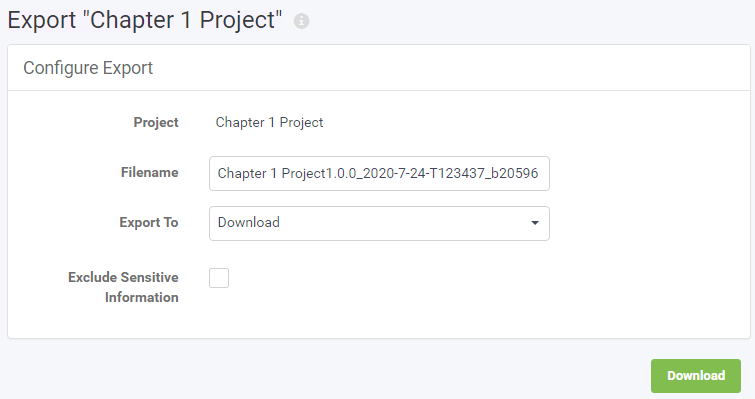 Export "Chapter 1 Project"
Configure Export
Project Chapter 1 Project
Filename Chapter 1 Project1.0.0_2020-7-24-T123437_b20596
Export To Download
Exclude Sensitive
Information
Download